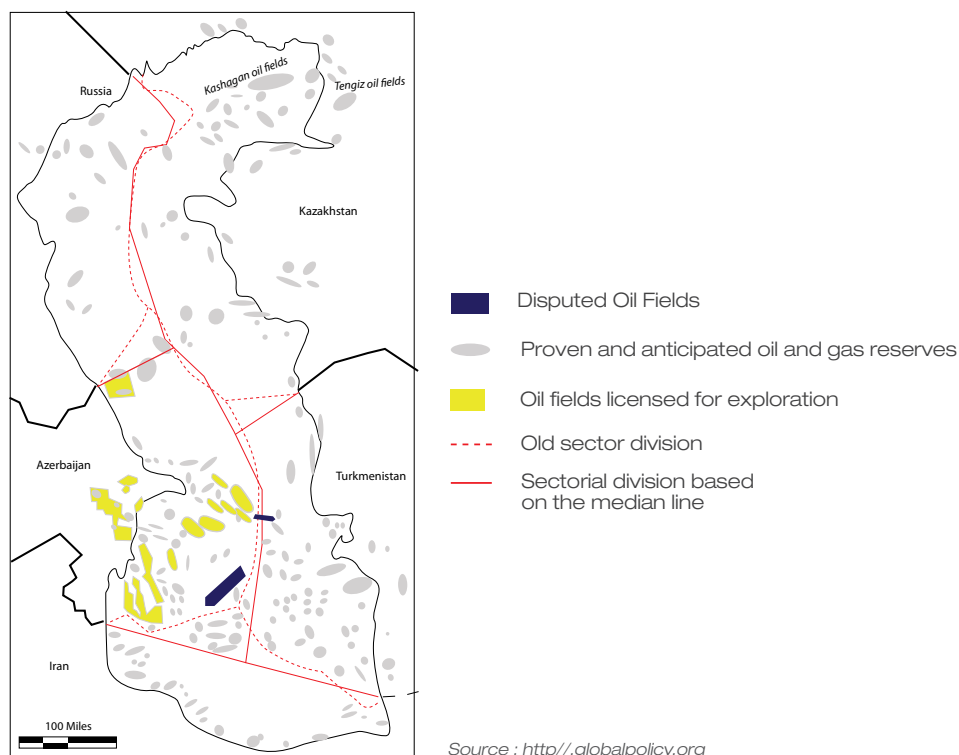 Kashagan oil fields
Tengiz oil fields
Russia
Kazakhstan
Azerbaijan
Turkmenistan
Iran
100 Miles
Disputed Oil Fields
Proven and anticipated oil and gas reserves
Oil fields licensed for exploration
Old sector division
Sectorial division based
on the median line
Source : http//.globalpolicy.org